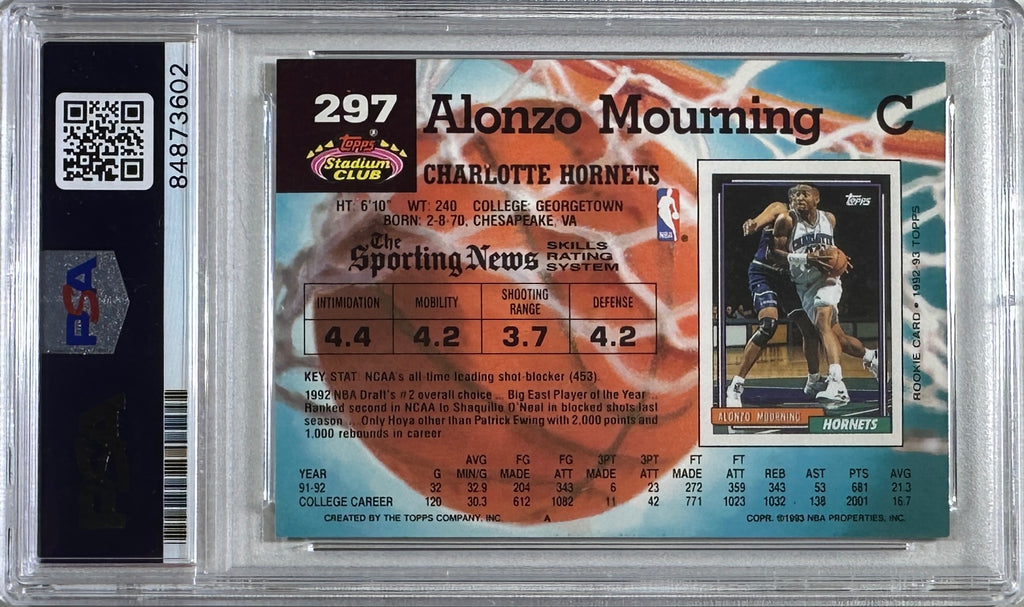 84873602
PSA
297
Topps
Stadium
CLUB
®
Alonzo Mourning C
CHARLOTTE HORNETS
HT: 6'10" WT: 240 COLLEGE: GEORGETOWN
BORN: 2-8-70, CHESAPEAKE, VA
NBA ®
The Sporting News SKILLS RATING SYSTEM
INTIMIDATION MOBILITY SHOOTING RANGE DEFENSE
4.4 4.2 3.7 4.2
KEY STAT: NCAA's all-time leading shot-blocker (453).
1992 NBA Draft's #2 overall choice ... Big East Player of the Year
Ranked second in NCAA to Shaquille O'Neal in blocked shots last
season ... Only Hoya other than Patrick Ewing with 2,000 points and
1,000 rebounds in career.
Topps
CHARLOTTE
ALONZO MOURNING
HORNETS
ROOKIE CARD • 1992-93 TOPPS
YEAR G AVG MIN/G FG MADE FG ATT 3PT MADE 3PT ATT FT MADE FT ATT REB AST PTS AVG
91-92 32 32.9 204 343 6 23 272 359 343 53 681 21.3
COLLEGE CAREER 120 30.3 612 1082 11 42 771 1023 1032 138 2001 16.7
CREATED BY THE TOPPS COMPANY, INC. A COPR. ©1993 NBA PROPERTIES, INC.